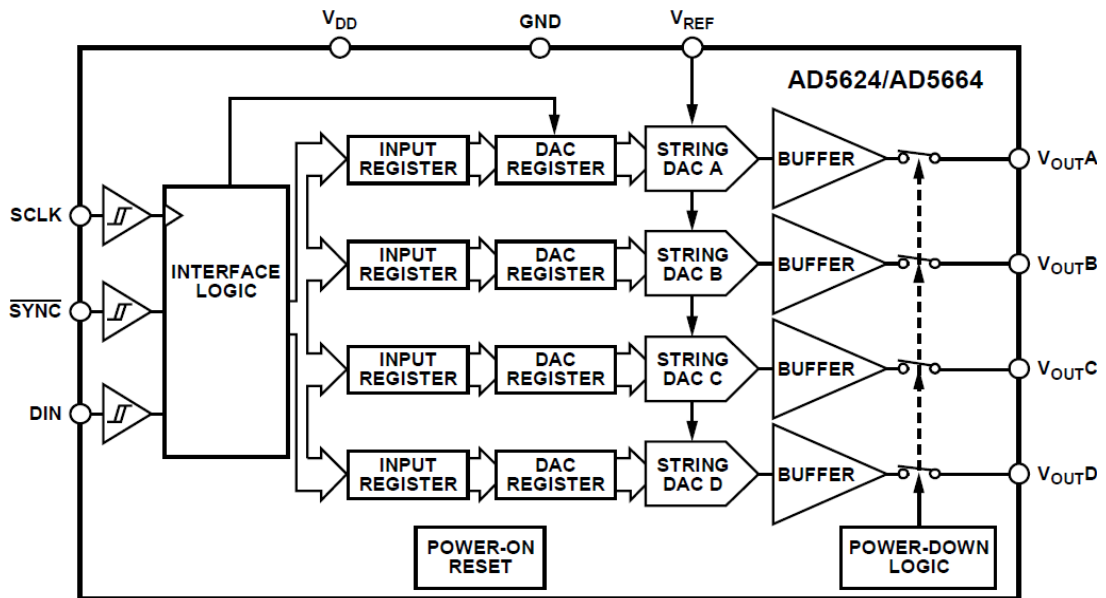 VDD
GND
VREF
AD5624/AD5664
INPUT
REGISTER
DAC
REGISTER
STRING
DAC A
BUFFER
VOUTA
SCLK
INTERFACE
LOGIC
INPUT
REGISTER
DAC
REGISTER
STRING
DAC B
BUFFER
VOUTB
SYNC
INPUT
REGISTER
DAC
REGISTER
STRING
DAC C
BUFFER
VOUTC
DIN
INPUT
REGISTER
DAC
REGISTER
STRING
DAC D
BUFFER
VOUTD
POWER-ON
RESET
POWER-DOWN
LOGIC